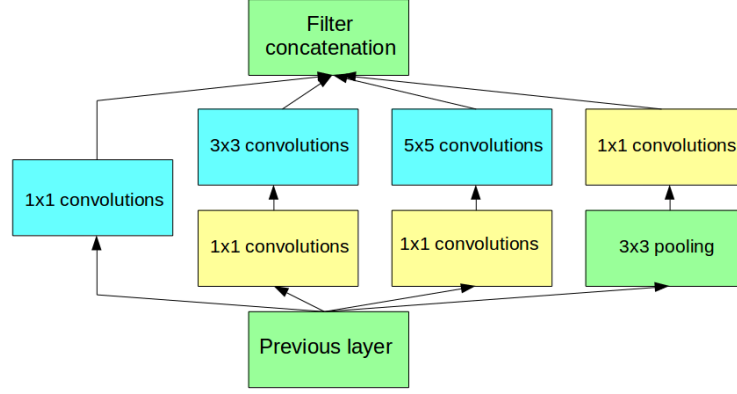 Filter
concatenation
3x3 convolutions
5x5 convolutions
1x1 convolutions
1x1 convolutions
1x1 convolutions
1x1 convolutions
3x3 pooling
Previous layer